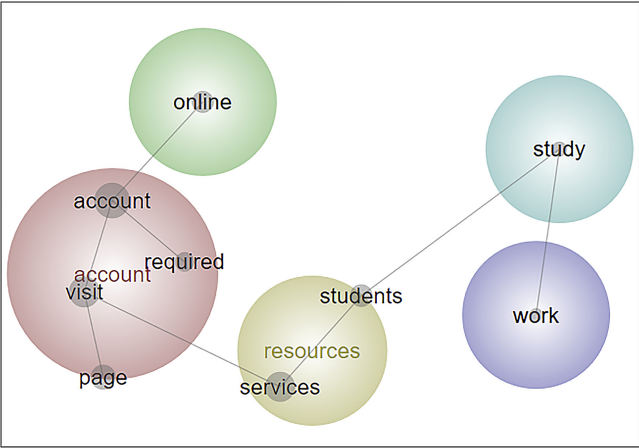 online
study
account
required
account
visit
students
work
resources
page
services